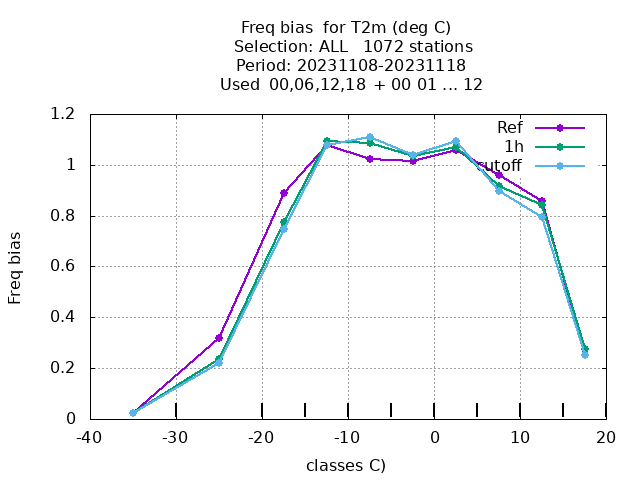 Freq bias for T2m (deg C)
Selection: ALL 1072 stations
Period: 20231108-20231118
Used 00,06,12,18 + 00 01 ... 12
Ref
1h
cutoff
1.2
1
0.8
0.6
0.4
0.2
0
Freq bias
-40 -30 -20 -10 0 10 20
classes C)